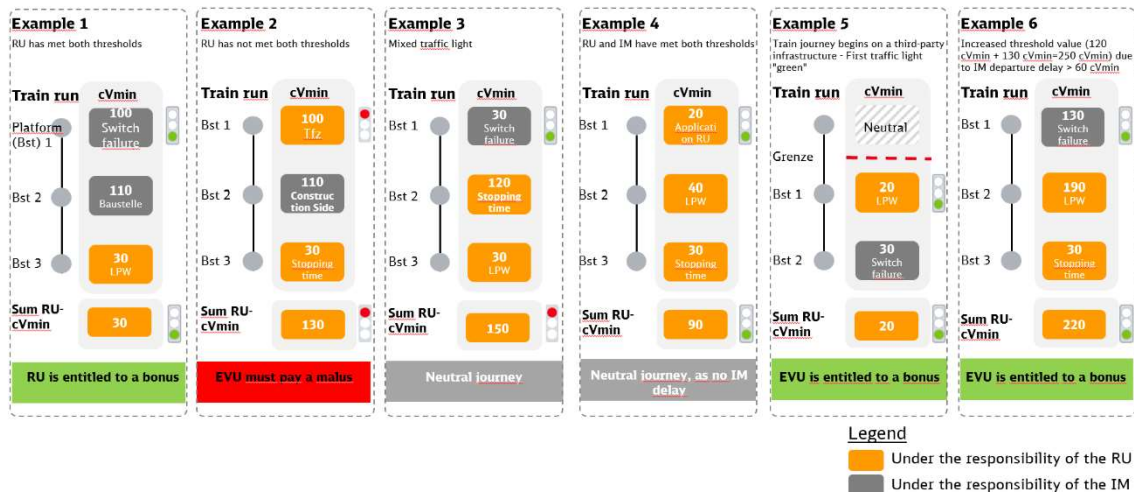 Example 1
RU has met both thresholds
Train run
cVmin
Platform
(Bst) 1
100
Switch
failure
Bst 2
110
Baustelle
Bst 3
30
LPW
Sum RU-
cVmin
30
RU is entitled to a bonus
Example 2
RU has not met both thresholds
Train run
cVmin
Bst 1
100
Tfz
Bst 2
110
Construc
tion Side
Bst 3
30
Stopping
time
Sum RU-
cVmin
130
EVU must pay a malus
Example 3
Mixed traffic light
Train run
cVmin
Bst 1
30
Switch
failure
Bst 2
120
Stopping
time
Bst 3
30
LPW
Sum RU-
cVmin
150
Neutral journey
Example 4
RU and IM have met both thresholds
Train run
cVmin
Bst 1
20
Applicati
on RU
Bst 2
40
LPW
Bst 3
30
Stopping
time
Sum RU-
cVmin
90
Neutral journey, as no IM
delay
Example 5
Train journey begins on a third-party
infrastructure - First traffic light
"green"
Train run
cVmin
Neutral
Grenze
Bst 1
20
LPW
Bst 2
30
Switch
failure
Sum RU-
cVmin
20
EVU is entitled to a bonus
Example 6
Increased threshold value (120
cVmin + 130 cVmin=250 cVmin) due
to IM departure delay > 60 cVmin
Train run
cVmin
Bst 1
130
Switch
failure
Bst 2
190
LPW
Bst 3
30
Stopping
time
Sum RU-
cVmin
220
EVU is entitled to a bonus
Legend
Under the responsibility of the RU
Under the responsibility of the IM